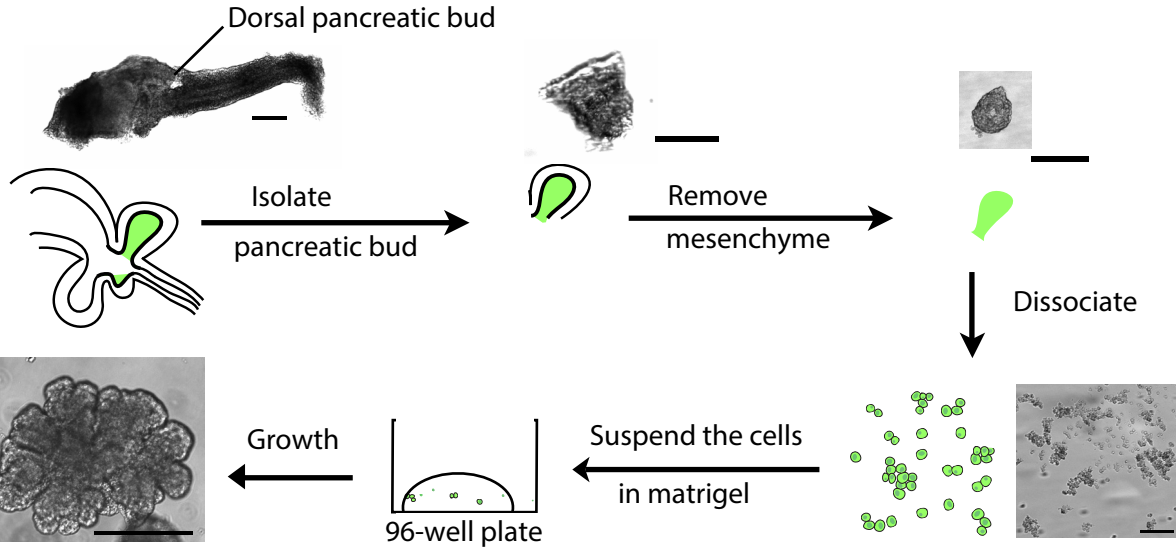 Dorsal pancreatic bud
Isolate
pancreatic bud
Remove
mesenchyme
Dissociate
Suspend the cells
in matrigel
96-well plate
Growth